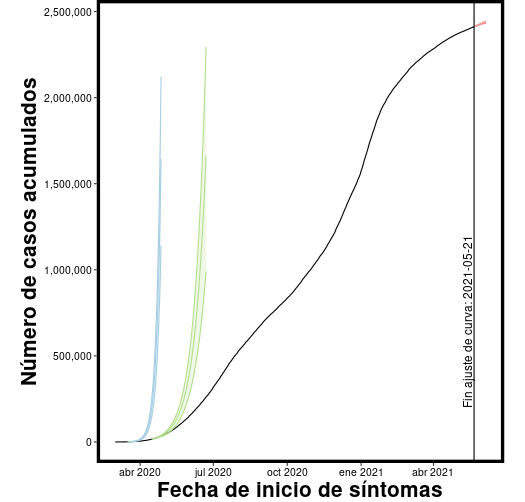 Número de casos acumulados
2,500,000
2,000,000
1,500,000
1,000,000
500,000
0
Fin ajuste de curva: 2021-05-21
abr 2020 jul 2020 oct 2020 ene 2021 abr 2021
Fecha de inicio de síntomas